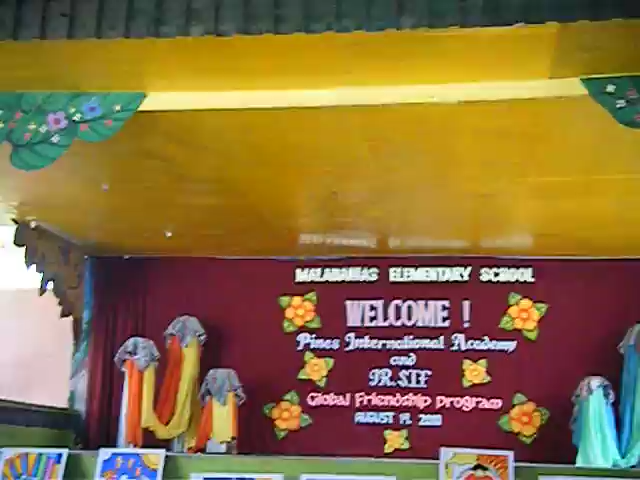 MALABANIAS ELEMENTARY SCHOOL
WELCOME !
Pines International Academy
and
Global Friendship Program
AUGUST